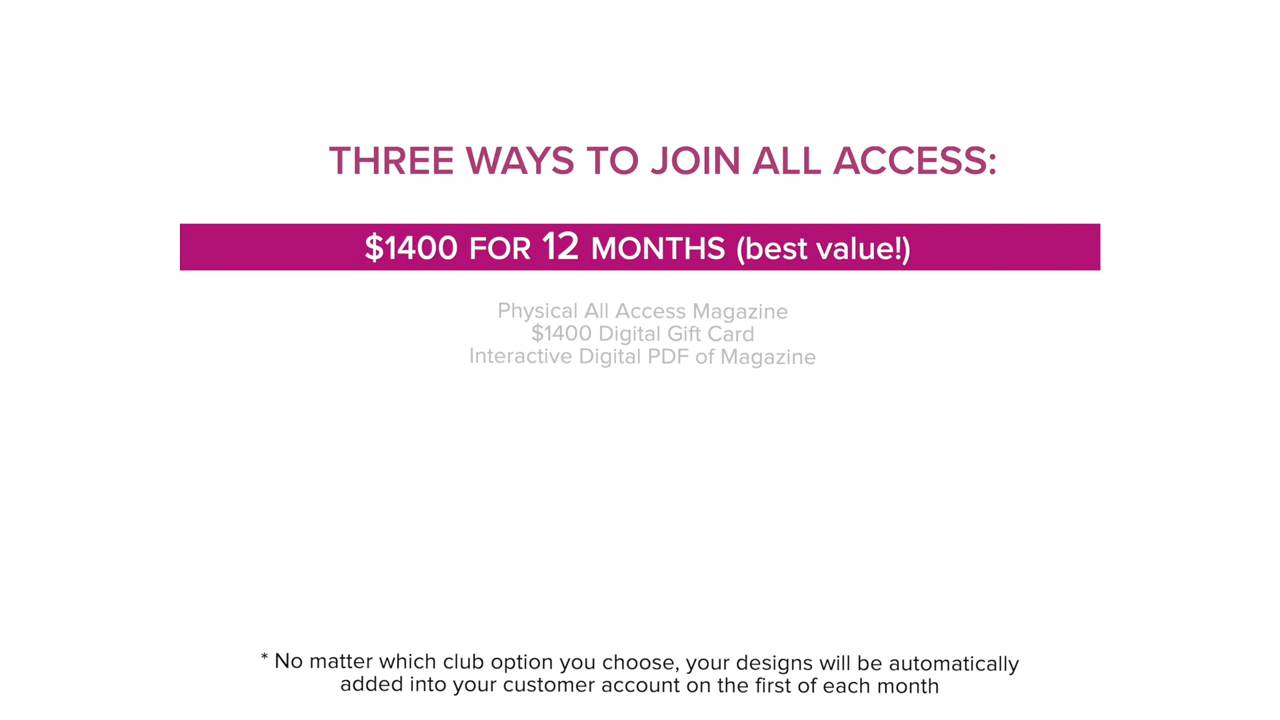 THREE WAYS TO JOIN ALL ACCESS:
$1400 FOR 12 MONTHS (best value!)
Physical All Access Magazine
$1400 Digital Gift Card
Interactive Digital PDF of Magazine
* No matter which club option you choose, your designs will be automatically
added into your customer account on the first of each month